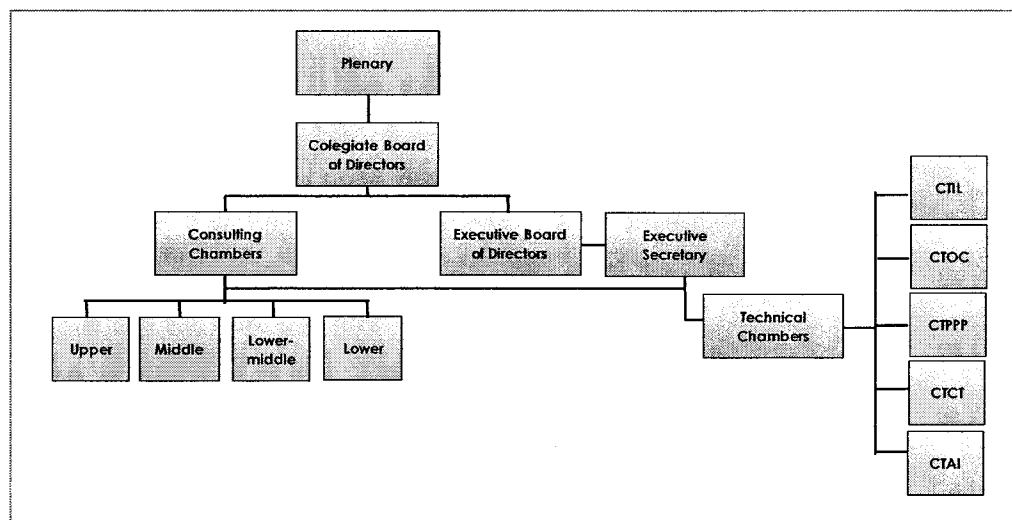 Plenary
Colegiate Board
of Directors
Consulting
Chambers
Executive Board
of Directors
Executive
Secretary
Technical
Chambers
Upper
Middle
Lower-
middle
Lower
CTIL
CTOC
CTPPP
CTCT
CTAI